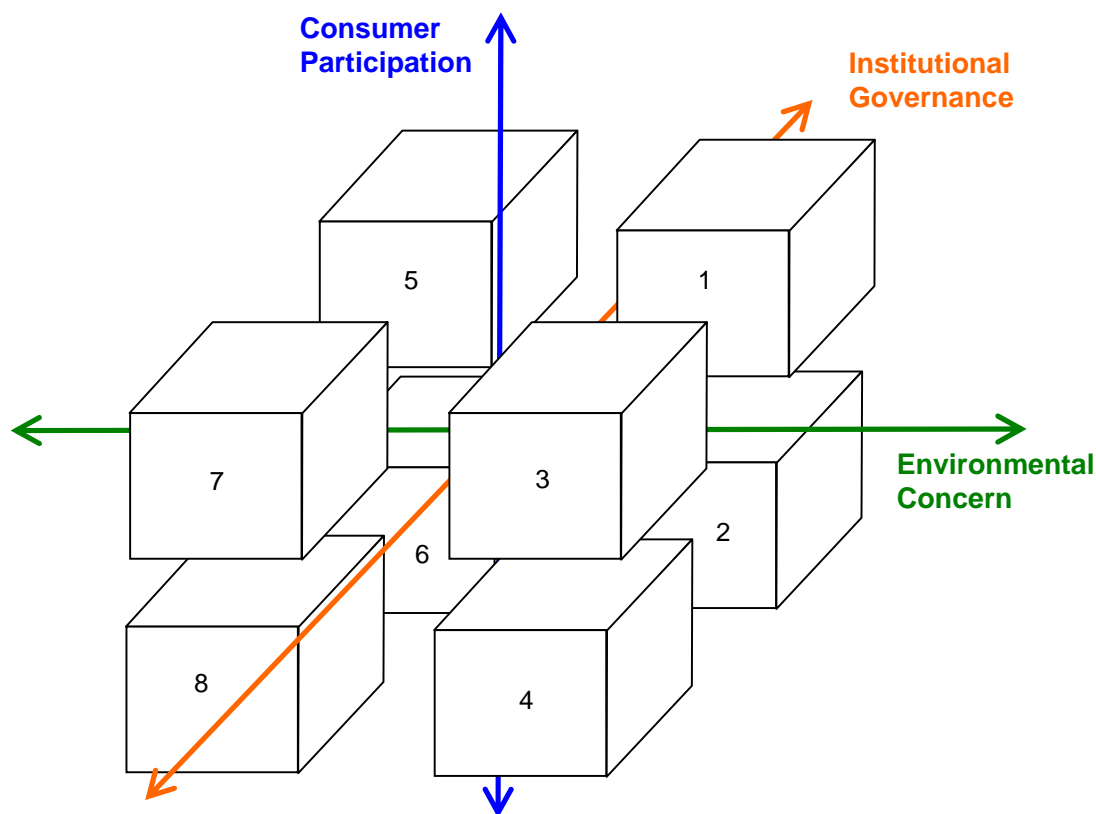 Consumer
Participation
Institutional
Governance
5
1
Environmental
Concern
7
3
2
6
8
4